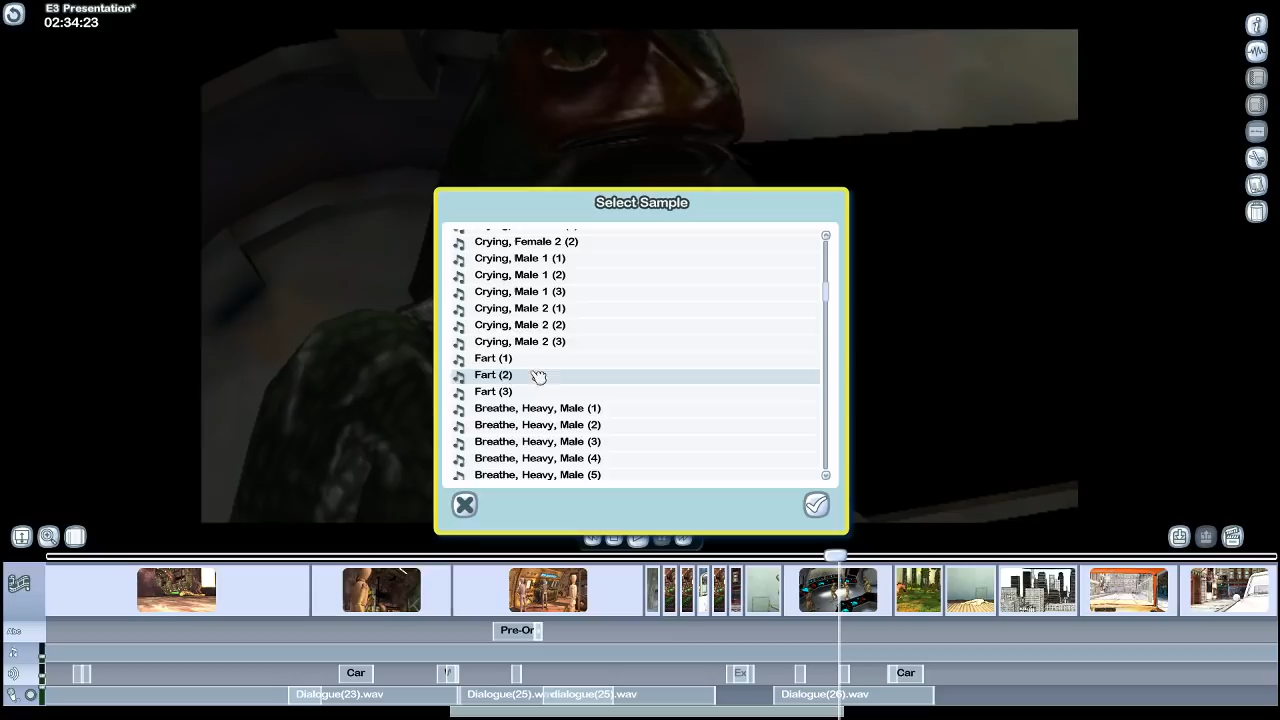 E3 Presentation*
02:34:23
Select Sample
Crying, Female 2 (2)
Crying, Male 1 (1)
Crying, Male 1 (2)
Crying, Male 1 (3)
Crying, Male 2 (1)
Crying, Male 2 (2)
Crying, Male 2 (3)
Fart (1)
Fart (2)
Fart (3)
Breathe, Heavy, Male (1)
Breathe, Heavy, Male (2)
Breathe, Heavy, Male (3)
Breathe, Heavy, Male (4)
Breathe, Heavy, Male (5)
Abc
Pre-Or
Car
Ex
Car
Dialogue(23).wav
Dialogue(25).w
dialogue(25).wav
Dialogue(26).wav